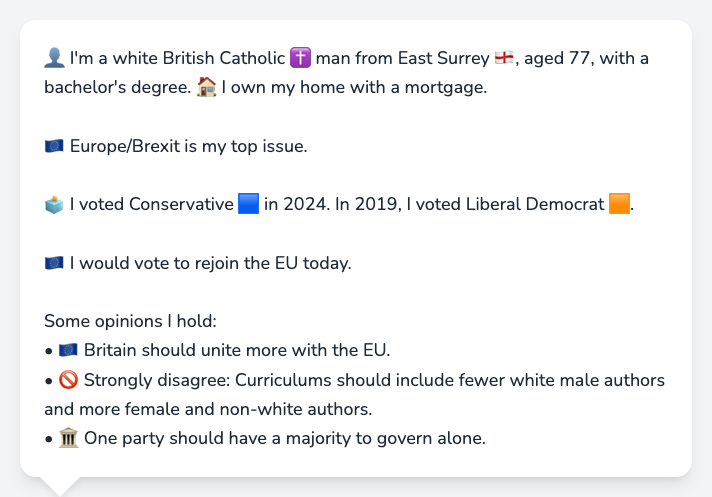 👤 I'm a white British Catholic ✝️ man from East Surrey 🏴󠁧󠁢󠁥󠁮󠁧󠁿, aged 77, with a
bachelor's degree. 🏠 I own my home with a mortgage.
🇪🇺 Europe/Brexit is my top issue.
🗳️ I voted Conservative 🟦 in 2024. In 2019, I voted Liberal Democrat 🟧.
🇪🇺 I would vote to rejoin the EU today.
Some opinions I hold:
• 🇪🇺 Britain should unite more with the EU.
• 🚫 Strongly disagree: Curriculums should include fewer white male authors
and more female and non-white authors.
• 🏛️ One party should have a majority to govern alone.